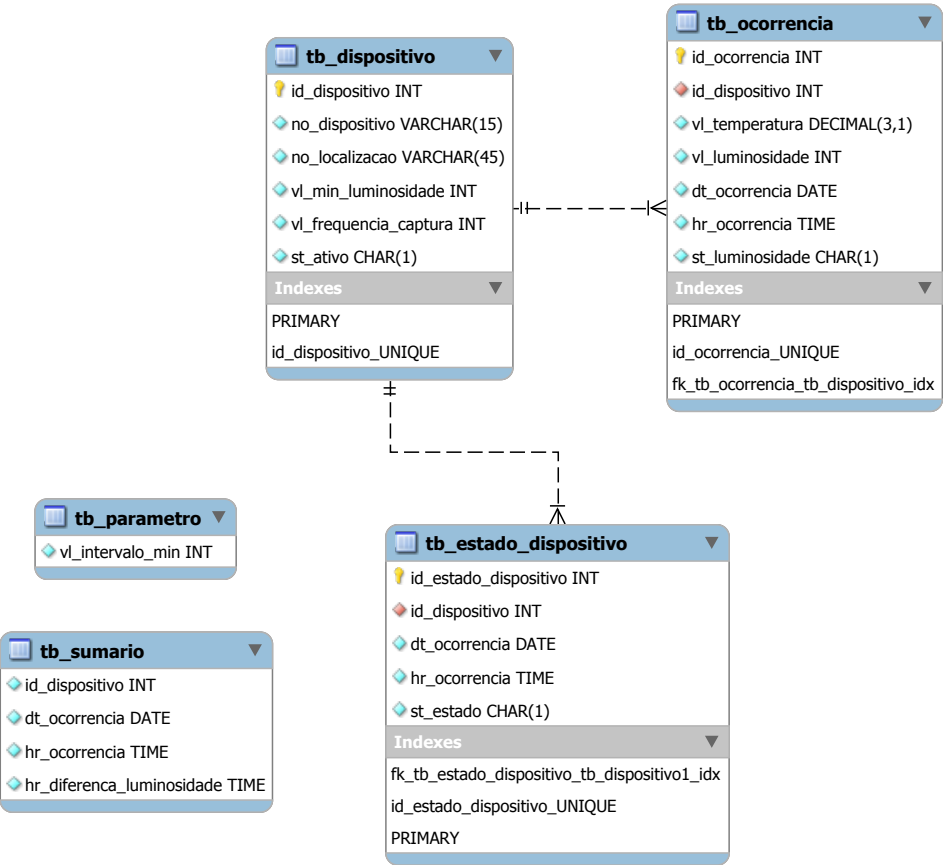 tb_dispositivo
id_dispositivo INT
no_dispositivo VARCHAR(15)
no_localizacao VARCHAR(45)
vl_min_luminosidade INT
vl_frequencia_captura INT
st_ativo CHAR(1)
Indexes
PRIMARY
id_dispositivo_UNIQUE
tb_ocorrencia
id_ocorrencia INT
id_dispositivo INT
vl_temperatura DECIMAL(3,1)
vl_luminosidade INT
dt_ocorrencia DATE
hr_ocorrencia TIME
st_luminosidade CHAR(1)
Indexes
PRIMARY
id_ocorrencia_UNIQUE
fk_tb_ocorrencia_tb_dispositivo_idx
tb_parametro
vl_intervalo_min INT
tb_sumario
id_dispositivo INT
dt_ocorrencia DATE
hr_ocorrencia TIME
hr_diferenca_luminosidade TIME
tb_estado_dispositivo
id_estado_dispositivo INT
id_dispositivo INT
dt_ocorrencia DATE
hr_ocorrencia TIME
st_estado CHAR(1)
Indexes
fk_tb_estado_dispositivo_tb_dispositivo1_idx
id_estado_dispositivo_UNIQUE
PRIMARY